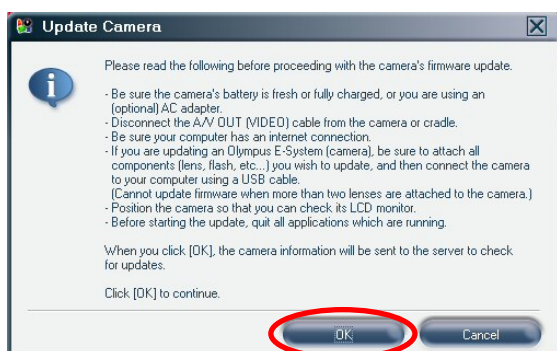 Update Camera
Please read the following before proceeding with the camera's firmware update.
- Be sure the camera's battery is fresh or fully charged, or you are using an
(optional) AC adapter.
- Disconnect the A/V OUT (VIDEO) cable from the camera or cradle.
- Be sure your computer has an internet connection.
- If you are updating an Olympus E-System (camera), be sure to attach all
components (lens, flash, etc...) you wish to update, and then connect the camera
to your computer using a USB cable.
(Cannot update firmware when more than two lenses are attached to the camera.)
- Position the camera so that you can check its LCD monitor.
- Before starting the update, quit all applications which are running.
When you click [OK], the camera information will be sent to the server to check
for updates.
Click [OK] to continue.
OK Cancel